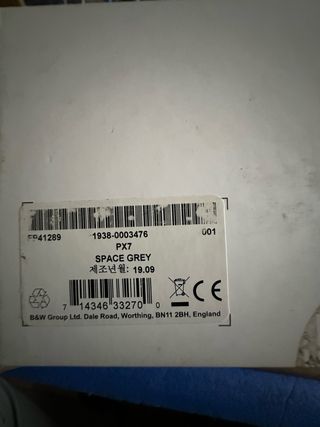 FP41289 1938-0003476 001
PX7
SPACE GREY
제조년월: 19.09
7 14346 33270 0
B&W Group Ltd. Dale Road, Worthing, BN11 2BH, England